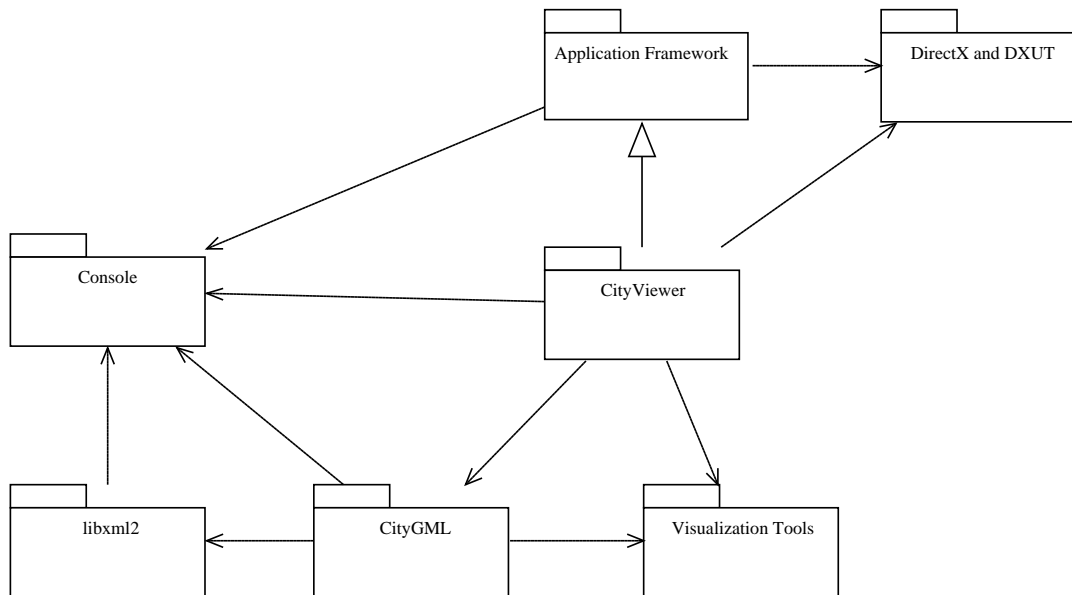 Application Framework
DirectX and DXUT
Console
CityViewer
libxml2
CityGML
Visualization Tools